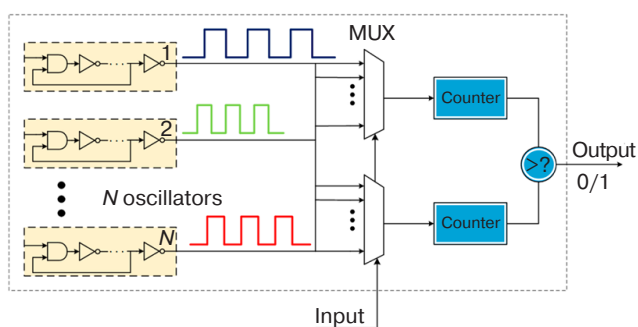 1
MUX
Counter
2
Output
>?
0/1
N oscillators
N
Counter
Input